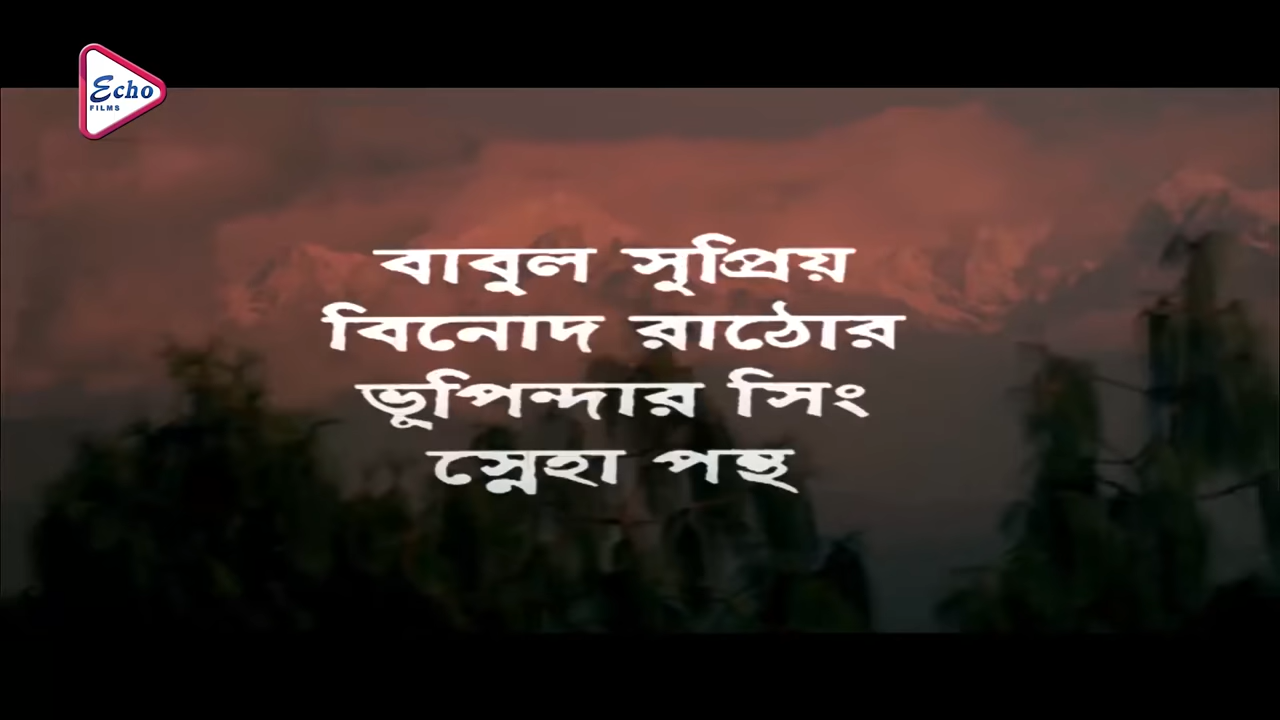 Echo
FILMS
বাবুল সুপ্রিয়
বিনোদ রাঠোর
ভূপিন্দার সিং
স্নেহা পন্থ